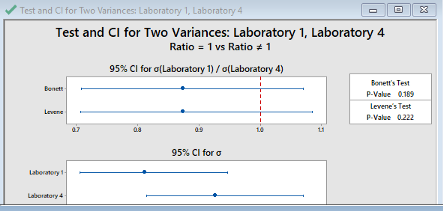 Test and CI for Two Variances: Laboratory 1, Laboratory 4
Test and CI for Two Variances: Laboratory 1, Laboratory 4
Ratio = 1 vs Ratio ≠ 1
95% CI for σ(Laboratory 1) / σ(Laboratory 4)
Bonett
Levene
0.7 0.8 0.9 1.0 1.1
Bonett's Test
P-Value 0.189
Levene's Test
P-Value 0.222
95% CI for σ
Laboratory 1
Laboratory 4